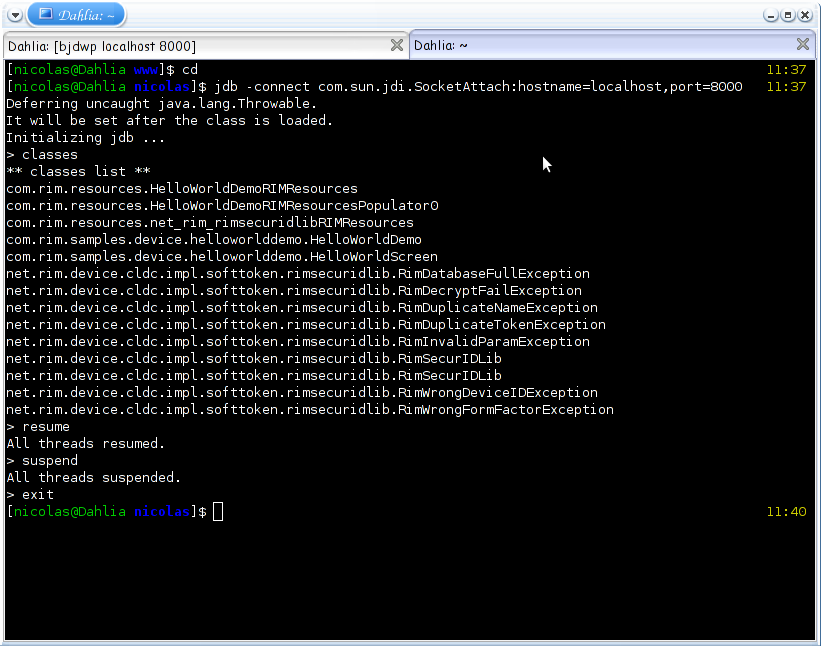 Dahlia: ~
Dahlia: [bjdwp localhost 8000]
Dahlia: ~
[nicolas@Dahlia www]$ cd 11:37
[nicolas@Dahlia nicolas]$ jdb -connect com.sun.jdi.SocketAttach:hostname=localhost,port=8000 11:37
Deferring uncaught java.lang.Throwable.
It will be set after the class is loaded.
Initializing jdb ...
> classes
** classes list **
com.rim.resources.HelloWorldDemoRIMResources
com.rim.resources.HelloWorldDemoRIMResourcesPopulator0
com.rim.resources.net_rim_rimsecuridlibRIMResources
com.rim.samples.device.helloworlddemo.HelloWorldDemo
com.rim.samples.device.helloworlddemo.HelloWorldScreen
net.rim.device.cldc.impl.softtoken.rimsecuridlib.RimDatabaseFullException
net.rim.device.cldc.impl.softtoken.rimsecuridlib.RimDecryptFailException
net.rim.device.cldc.impl.softtoken.rimsecuridlib.RimDuplicateNameException
net.rim.device.cldc.impl.softtoken.rimsecuridlib.RimDuplicateTokenException
net.rim.device.cldc.impl.softtoken.rimsecuridlib.RimInvalidParamException
net.rim.device.cldc.impl.softtoken.rimsecuridlib.RimSecurIDLib
net.rim.device.cldc.impl.softtoken.rimsecuridlib.RimSecurIDLib
net.rim.device.cldc.impl.softtoken.rimsecuridlib.RimWrongDeviceIDException
net.rim.device.cldc.impl.softtoken.rimsecuridlib.RimWrongFormFactorException
> resume
All threads resumed.
> suspend
All threads suspended.
> exit
[nicolas@Dahlia nicolas]$ 11:40